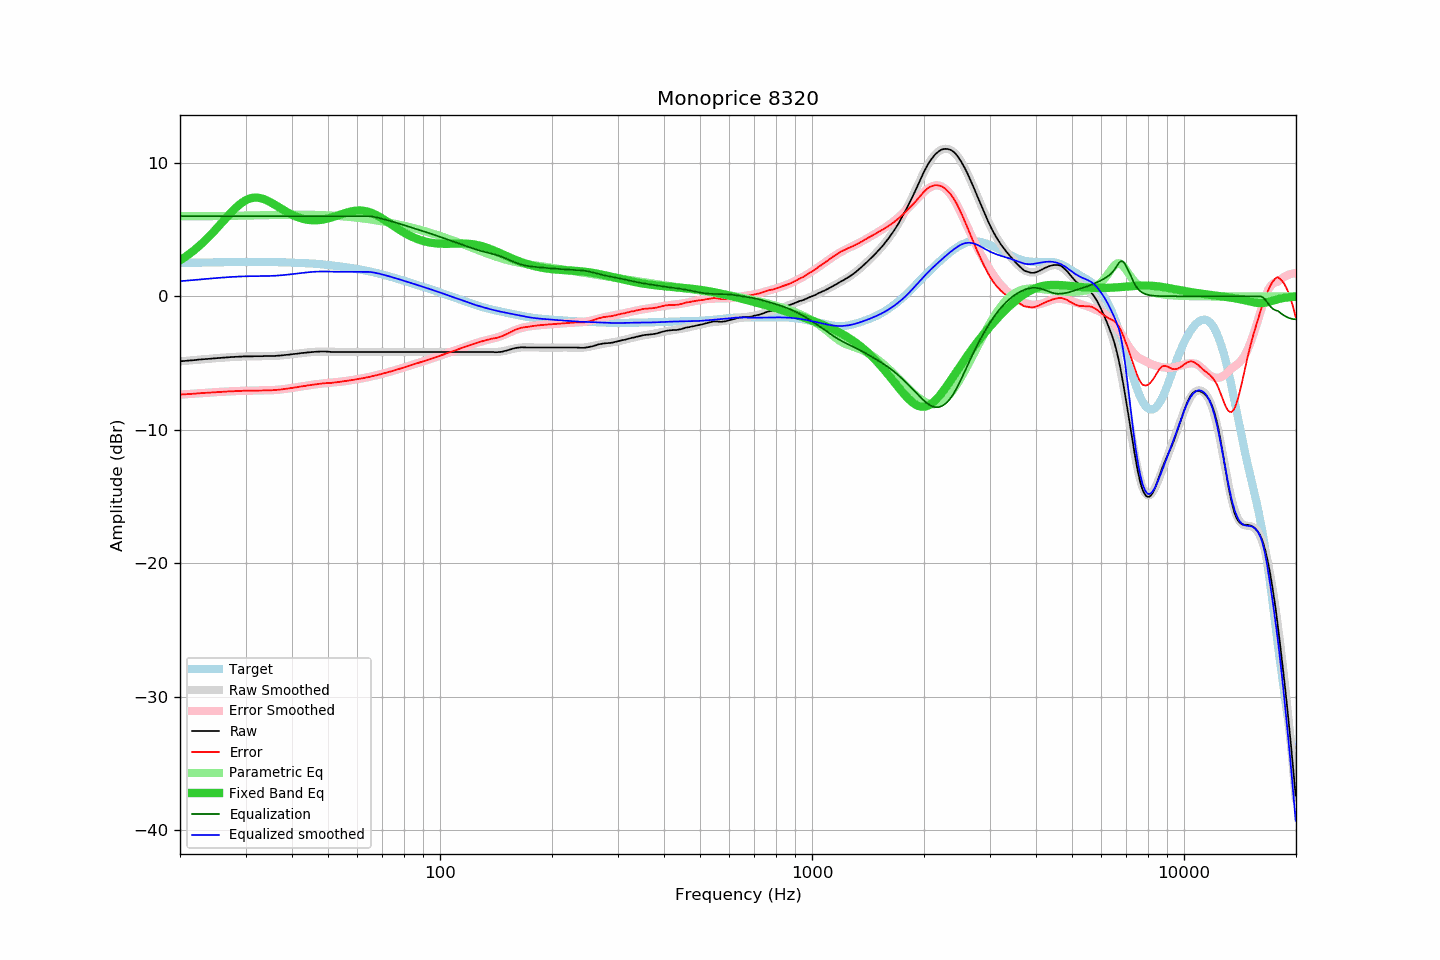 Monoprice 8320
Amplitude (dBr)
10
0
−10
−20
−30
−40
Target
Raw Smoothed
Error Smoothed
Raw
Error
Parametric Eq
Fixed Band Eq
Equalization
Equalized smoothed
100 1000 10000
Frequency (Hz)